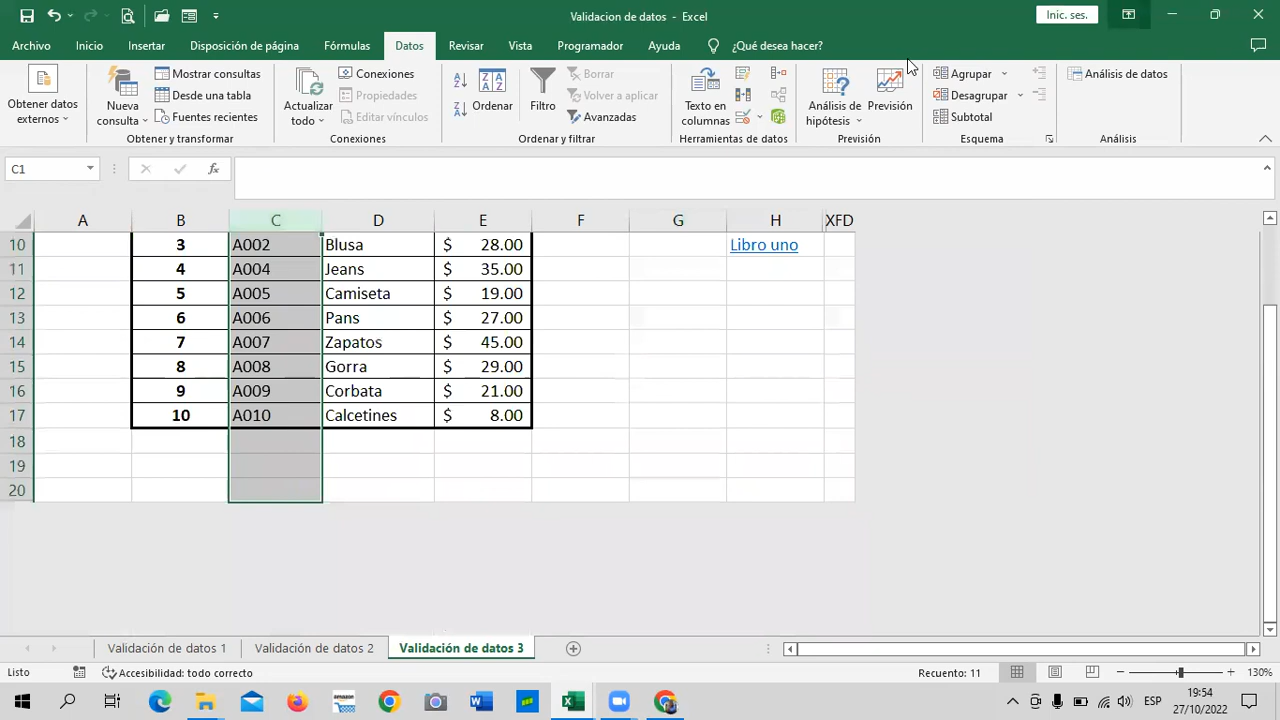 Validacion de datos - Excel
Inic. ses.
Archivo Inicio Insertar Disposición de página Fórmulas Datos Revisar Vista Programador Ayuda ¿Qué desea hacer?
Obtener datos externos
Nueva consulta
Mostrar consultas
Desde una tabla
Fuentes recientes
Obtener y transformar
Actualizar todo
Conexiones
Propiedades
Editar vínculos
Conexiones
Ordenar
Filtro
Borrar
Volver a aplicar
Avanzadas
Ordenar y filtrar
Texto en columnas
Herramientas de datos
Análisis de hipótesis
Previsión
Previsión
Agrupar
Desagrupar
Subtotal
Esquema
Análisis de datos
Análisis
C1 fx
A B C D E F G H XFD
10 3 A002 Blusa $ 28.00 Libro uno
11 4 A004 Jeans $ 35.00
12 5 A005 Camiseta $ 19.00
13 6 A006 Pans $ 27.00
14 7 A007 Zapatos $ 45.00
15 8 A008 Gorra $ 29.00
16 9 A009 Corbata $ 21.00
17 10 A010 Calcetines $ 8.00
18
19
20
Validación de datos 1 Validación de datos 2 Validación de datos 3
Listo Accesibilidad: todo correcto Recuento: 11 130%
ESP 19:54
27/10/2022